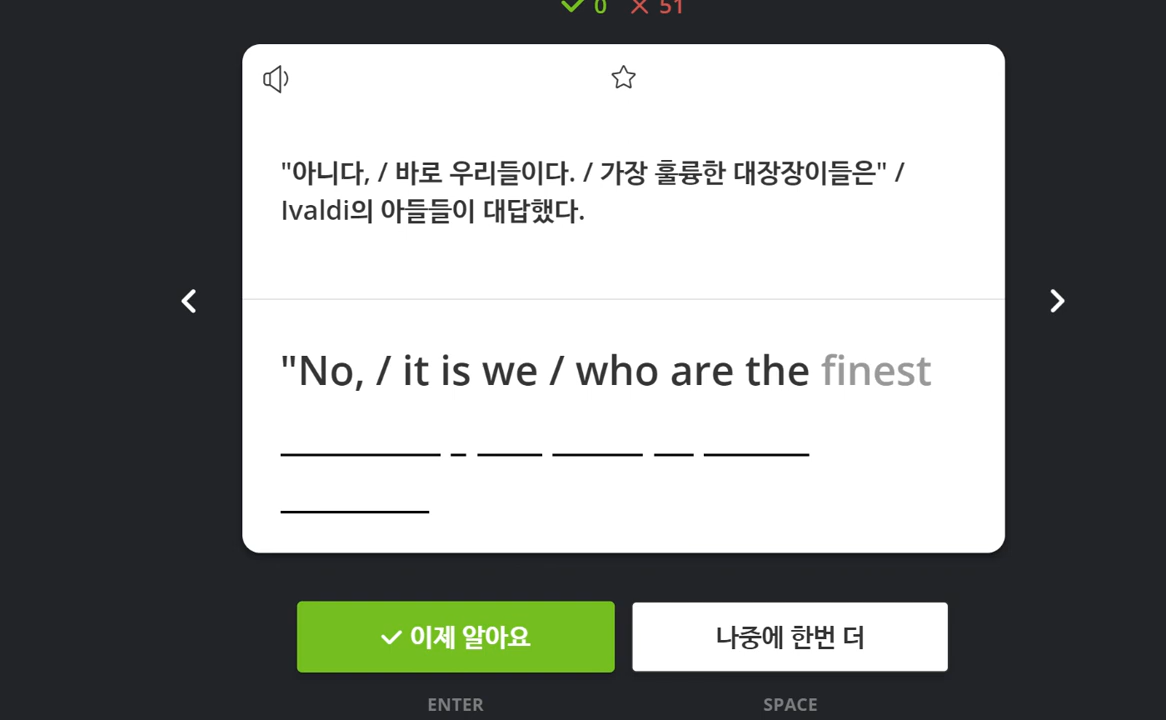 0 51
"아니다, / 바로 우리들이다. / 가장 훌륭한 대장장이들은" /
Ivaldi의 아들들이 대답했다.
"No, / it is we / who are the finest
이제 알아요
나중에 한번 더
ENTER
SPACE